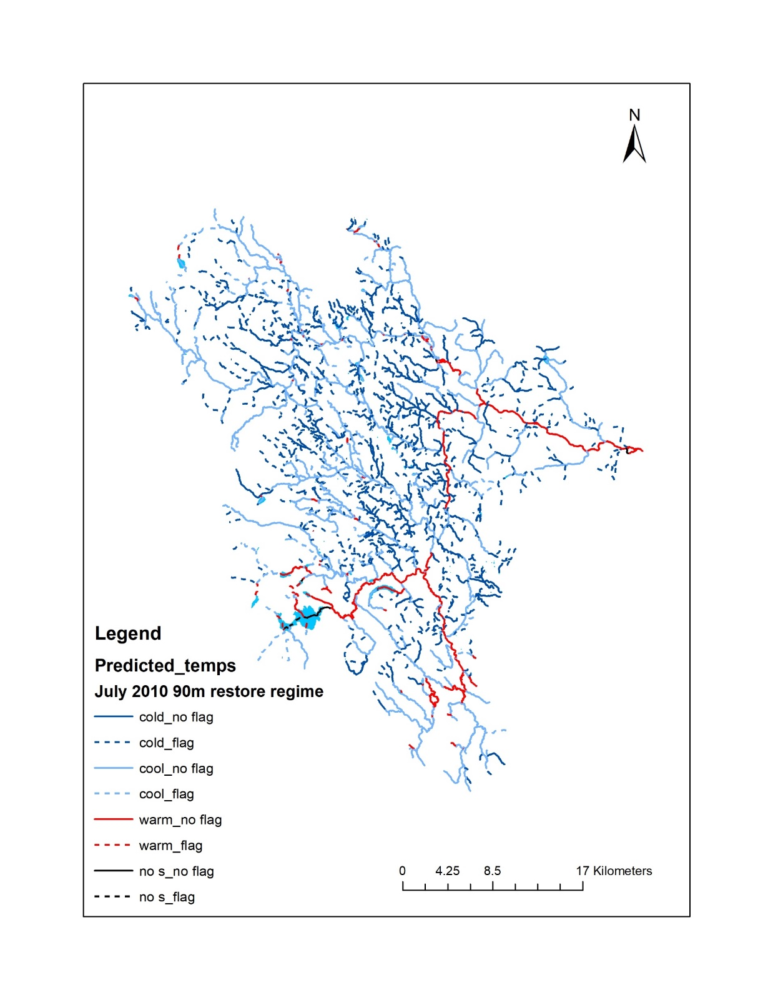 N
Legend
Predicted_temps
July 2010 90m restore regime
cold_no flag
cold_flag
cool_no flag
cool_flag
warm_no flag
warm_flag
no s_no flag
no s_flag
0 4.25 8.5 17 Kilometers